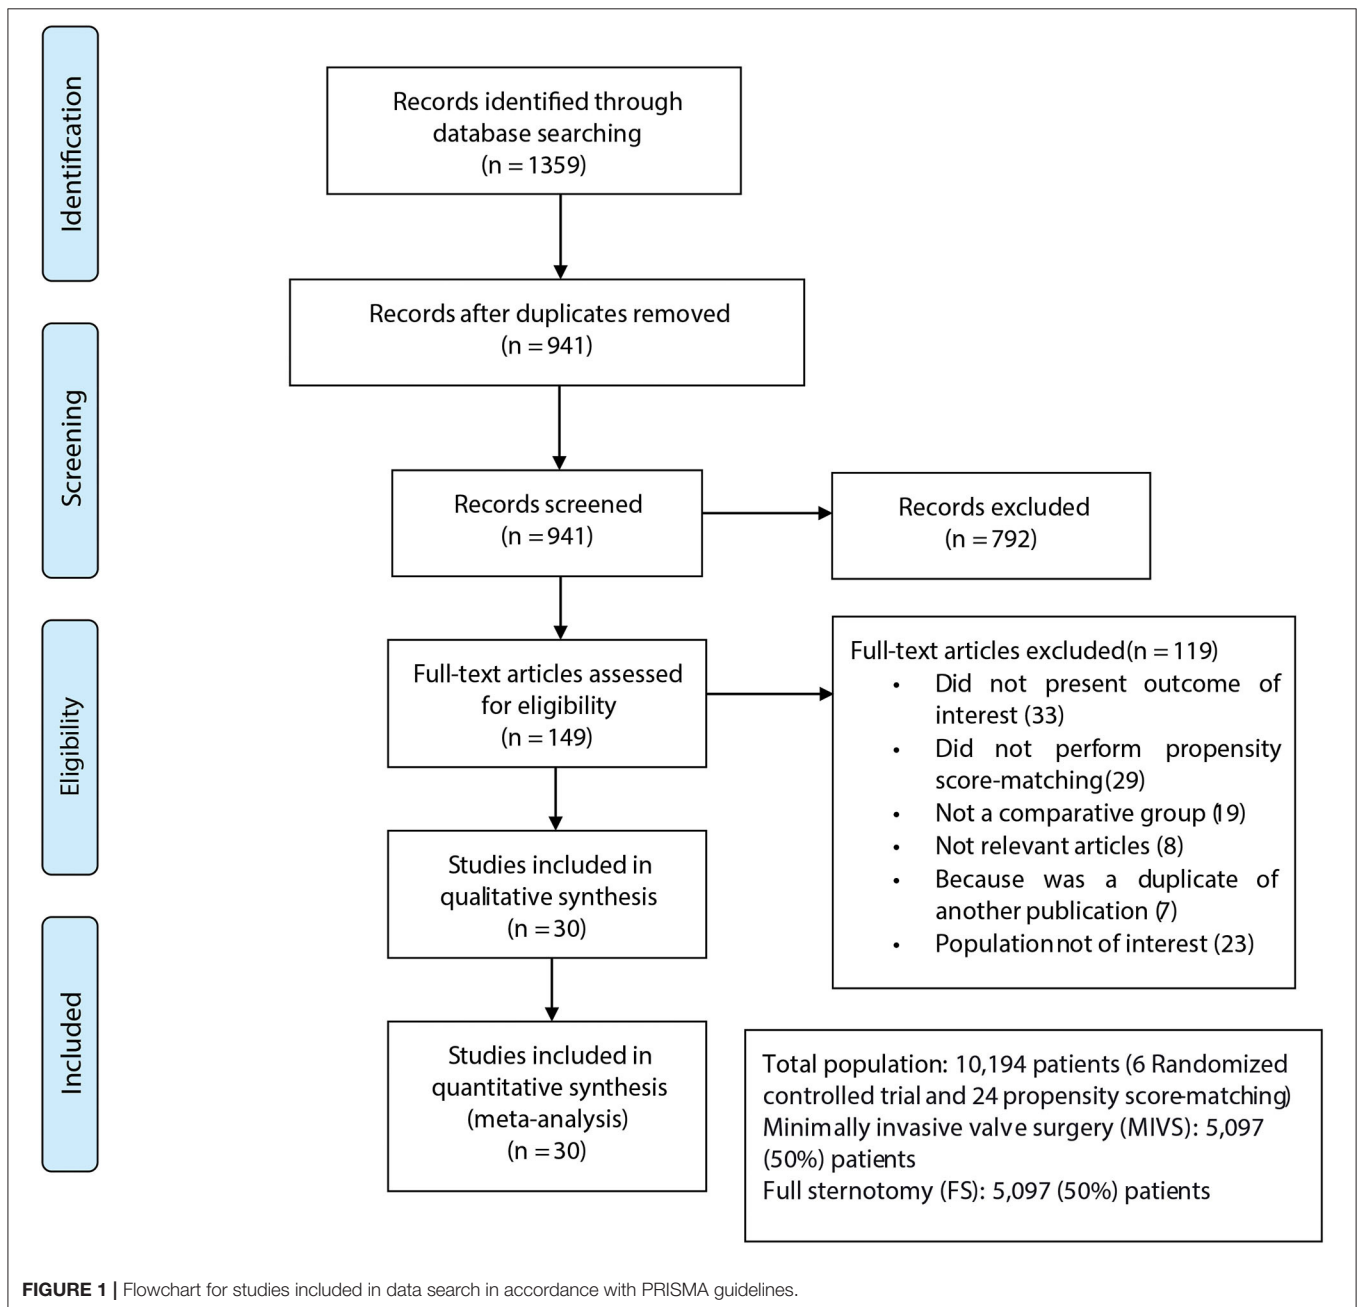 Identification
Records identified through
database searching
(n = 1359)
Records after duplicates removed
(n = 941)
Screening
Records screened
(n = 941)
Records excluded
(n = 792)
Eligibility
Full-text articles assessed
for eligibility
(n = 149)
Full-text articles excluded (n = 119)
• Did not present outcome of
interest (33)
• Did not perform propensity
score-matching (29)
• Not a comparative group (19)
• Not relevant articles (8)
• Because was a duplicate of
another publication (7)
• Population not of interest (23)
Studies included in
qualitative synthesis
(n = 30)
Included
Studies included in
quantitative synthesis
(meta-analysis)
(n = 30)
Total population: 10,194 patients (6 Randomized
controlled trial and 24 propensity score-matching)
Minimally invasive valve surgery (MIVS): 5,097
(50%) patients
Full sternotomy (FS): 5,097 (50%) patients
FIGURE 1 | Flowchart for studies included in data search in accordance with PRISMA guidelines.